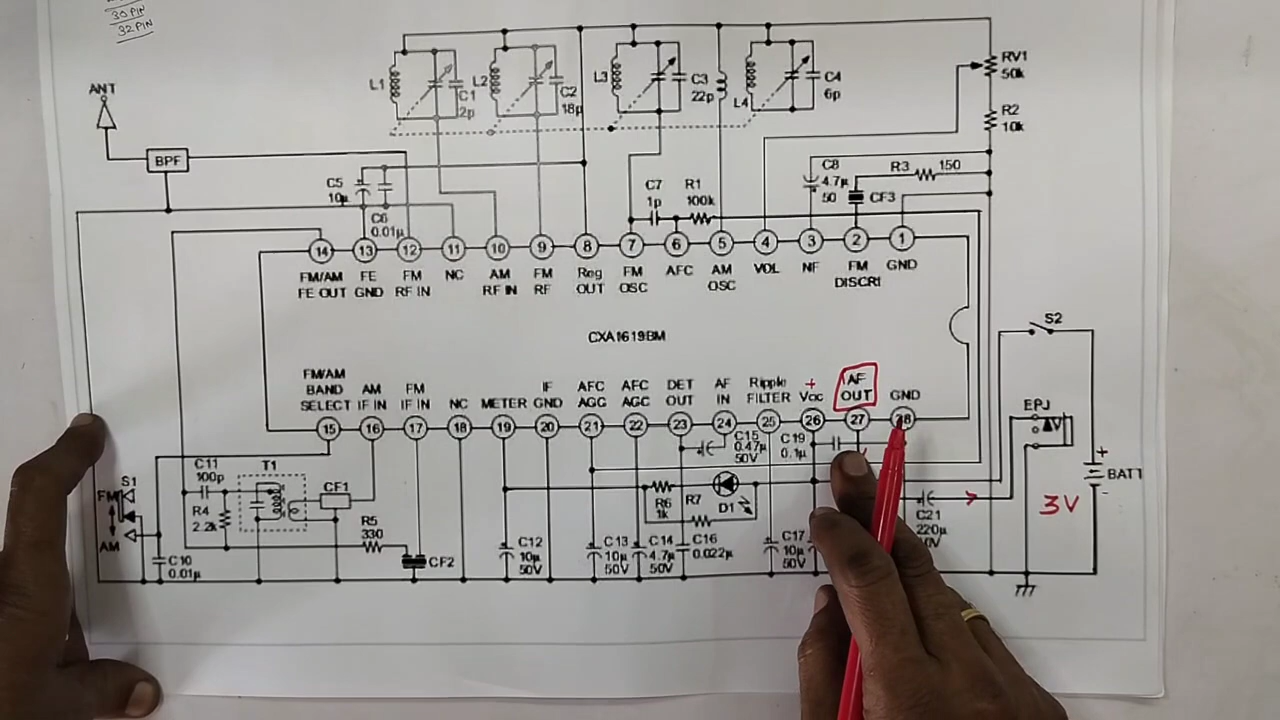 30 PIN
32 PIN
ANT
BPF
L1
C1
2p
L2
C2
18p
L3
C3
22p
L4
C4
6p
RV1
50k
R2
10k
C5
10µ
C6
0.01µ
C7
1p
R1
100k
C8
4.7µ
50
R3
150
CF3
14 13 12 11 10 9 8 7 6 5 4 3 2 1
FM/AM
FE OUT
FE
GND
FM
RF IN
NC
AM
RF IN
FM
RF
Reg
OUT
FM
OSC
AFC
AM
OSC
VOL
NF
FM
DISCRI
GND
CXA1619BM
FM/AM
BAND
SELECT
AM
IF IN
FM
IF IN
NC
METER
IF
GND
AFC
AGC
AFC
AGC
DET
OUT
AF
IN
Ripple
FILTER
+
Vcc
AF
OUT
GND
15 16 17 18 19 20 21 22 23 24 25 26 27 28
S2
EPJ
+
BATT
-
3V
S1
FM
AM
C11
100p
R4
2.2k
T1
CF1
R5
330
CF2
C10
0.01µ
C12
10µ
50V
C13
10µ
50V
C14
4.7µ
50V
C16
0.022µ
R6
1k
R7
D1
C15
0.47µ
50V
C19
0.1µ
C17
10µ
50V
C21
220µ